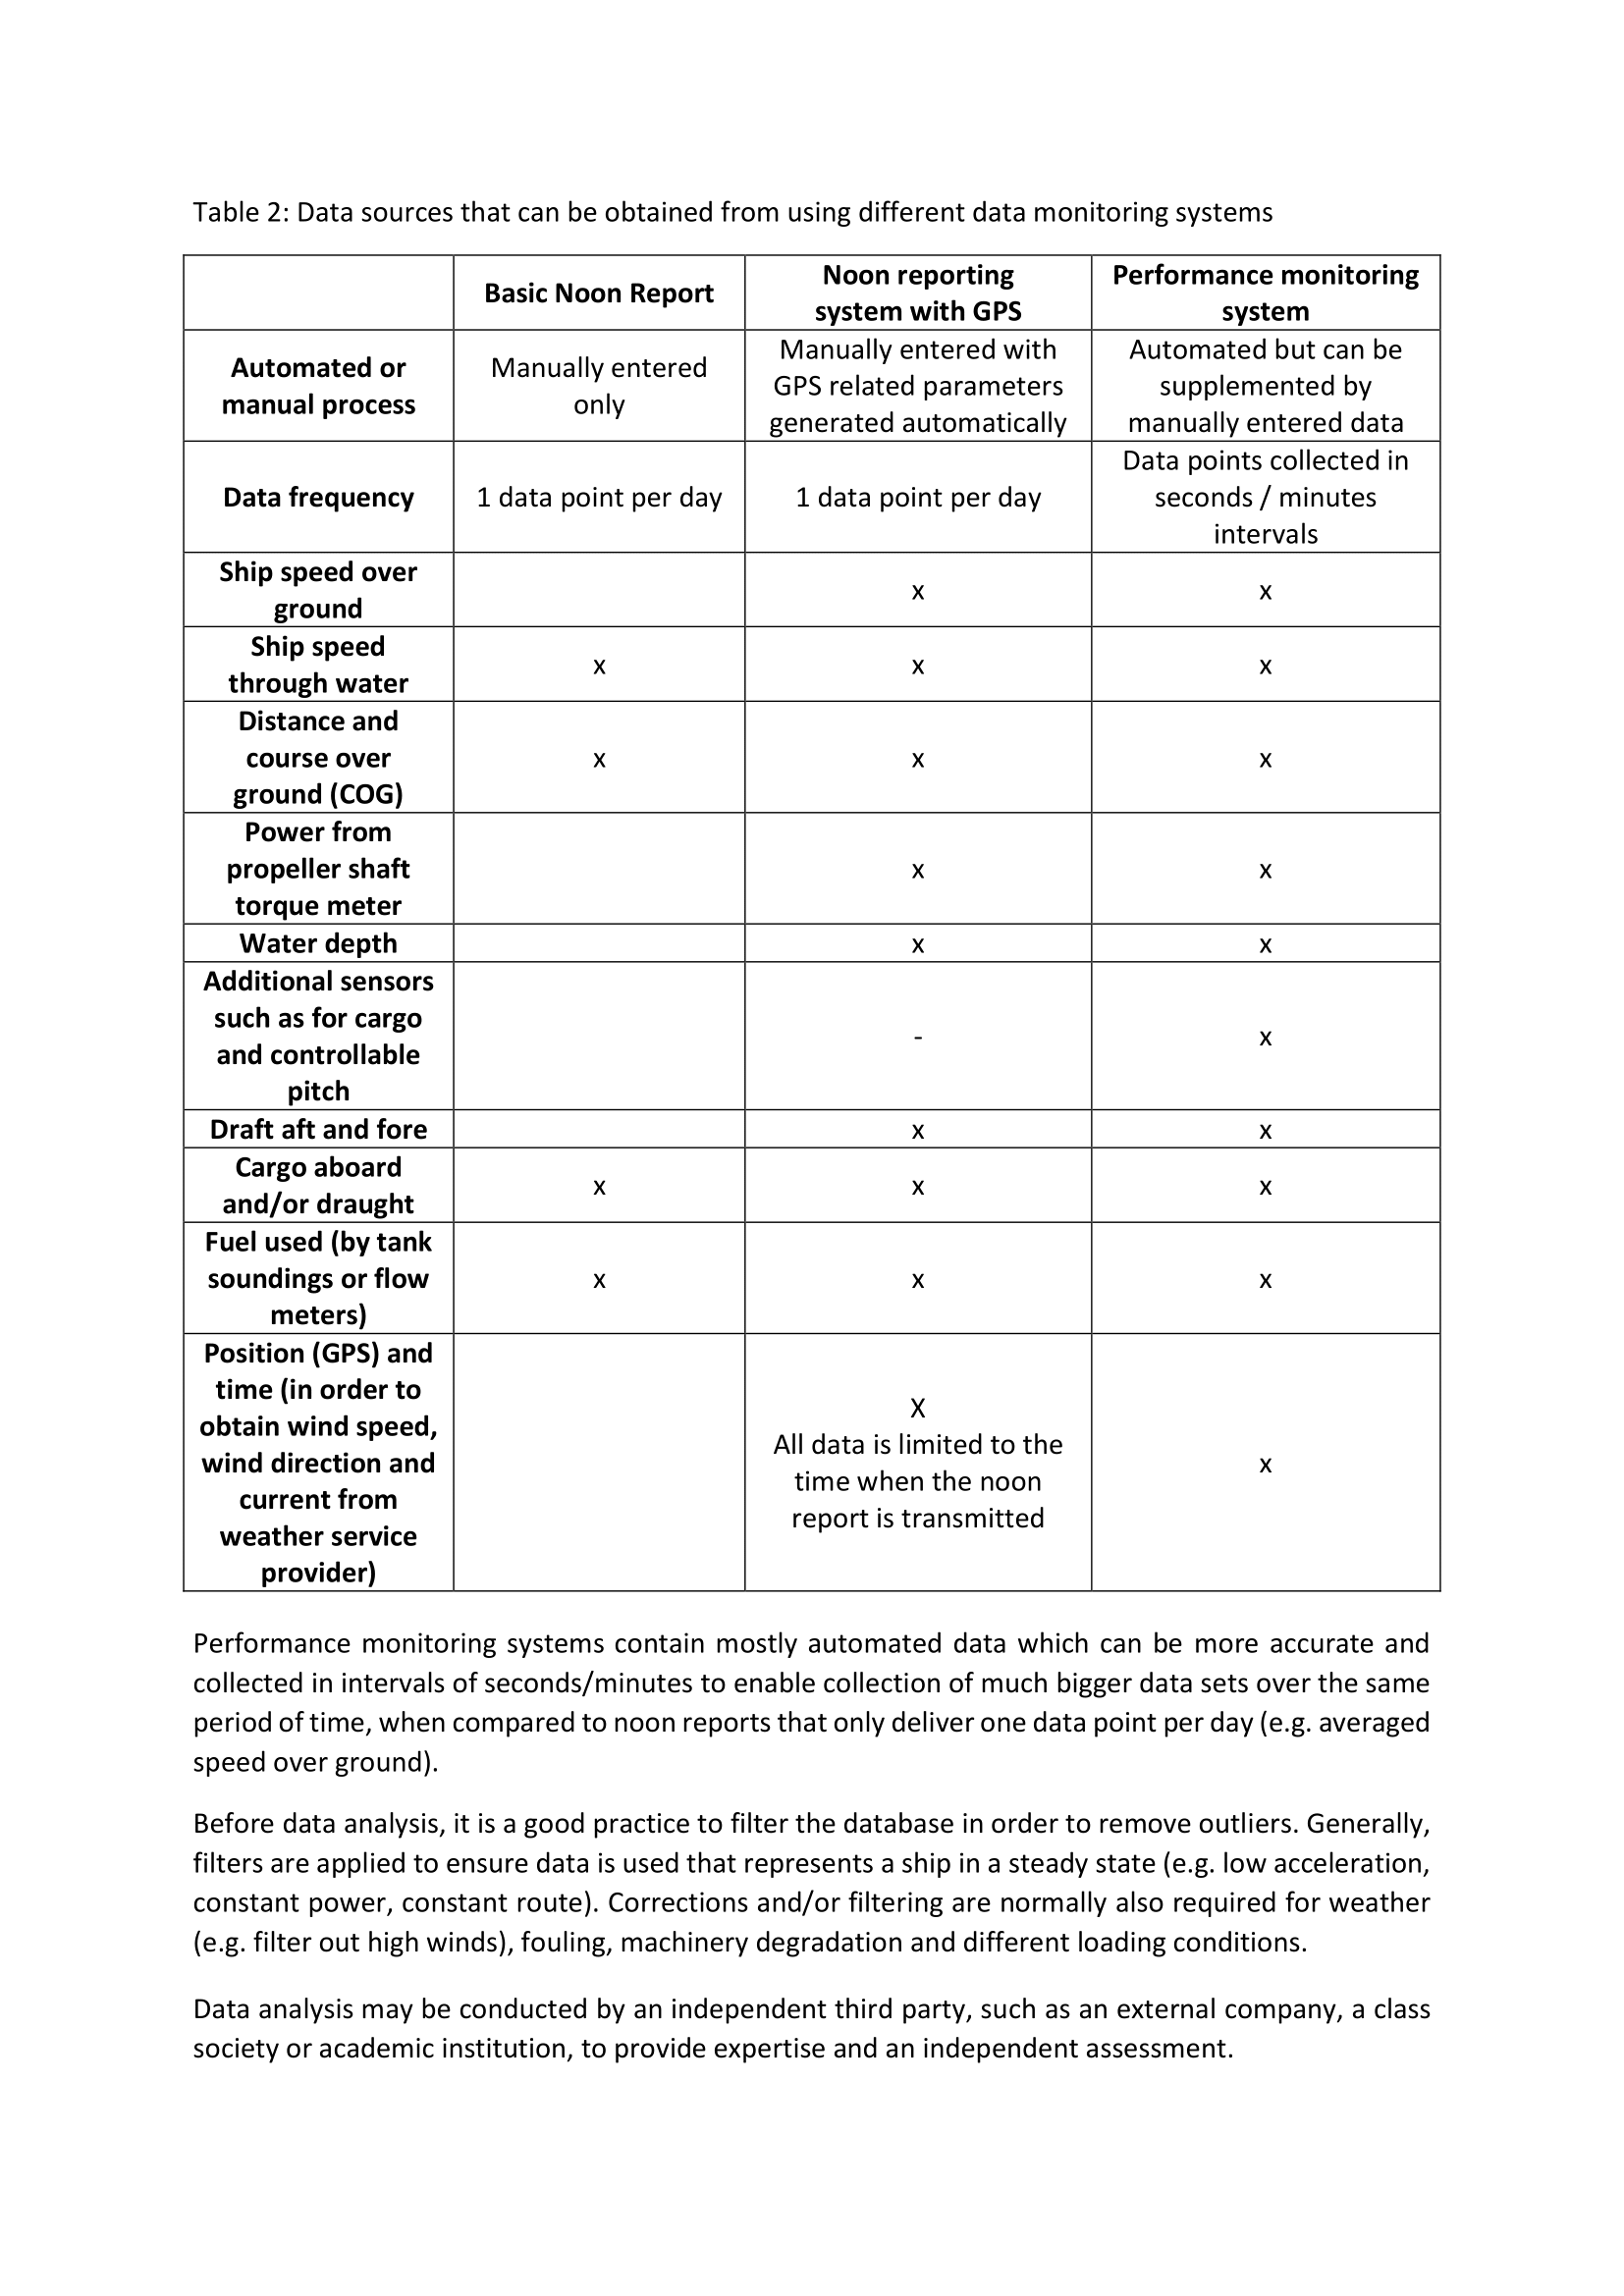 Table 2: Data sources that can be obtained from using different data monitoring systems
Basic Noon Report
Noon reporting
system with GPS
Performance monitoring
system
Automated or
manual process
Manually entered
only
Manually entered with
GPS related parameters
generated automatically
Automated but can be
supplemented by
manually entered data
Data frequency
1 data point per day
1 data point per day
Data points collected in
seconds / minutes
intervals
Ship speed over
ground
x
x
Ship speed
through water
x
x
x
Distance and
course over
ground (COG)
x
x
x
Power from
propeller shaft
torque meter
x
x
Water depth
x
x
Additional sensors
such as for cargo
and controllable
pitch
-
x
Draft aft and fore
x
x
Cargo aboard
and/or draught
x
x
x
Fuel used (by tank
soundings or flow
meters)
x
x
x
Position (GPS) and
time (in order to
obtain wind speed,
wind direction and
current from
weather service
provider)
X
All data is limited to the
time when the noon
report is transmitted
x
Performance monitoring systems contain mostly automated data which can be more accurate and
collected in intervals of seconds/minutes to enable collection of much bigger data sets over the same
period of time, when compared to noon reports that only deliver one data point per day (e.g. averaged
speed over ground).
Before data analysis, it is a good practice to filter the database in order to remove outliers. Generally,
filters are applied to ensure data is used that represents a ship in a steady state (e.g. low acceleration,
constant power, constant route). Corrections and/or filtering are normally also required for weather
(e.g. filter out high winds), fouling, machinery degradation and different loading conditions.
Data analysis may be conducted by an independent third party, such as an external company, a class
society or academic institution, to provide expertise and an independent assessment.